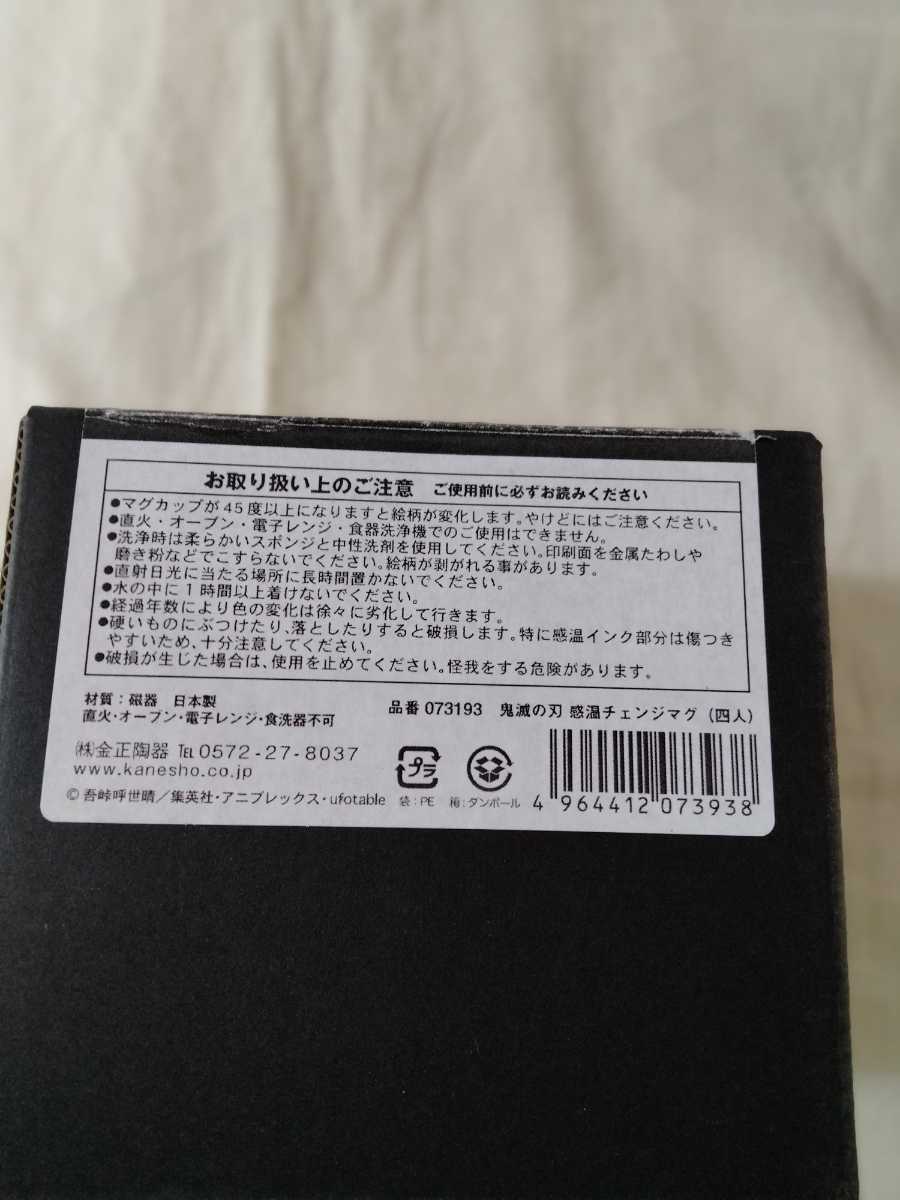 お取り扱い上のご注意 ご使用前に必ずお読みください
●マグカップが45度以上になりますと絵柄が変化します。やけどにはご注意ください。
●直火・オーブン・電子レンジ・食器洗浄機でのご使用はできません。
●洗浄時は柔らかいスポンジと中性洗剤を使用してください。印刷面を金属たわしや
磨き粉などでこすらないでください。絵柄が剥がれる事があります。
●直射日光に当たる場所に長時間置かないでください。
●水の中に1時間以上着けないでください。
●経過年数により色の変化は徐々に劣化して行きます。
●硬いものにぶつけたり、落としたりすると破損します。特に感温インク部分は傷つき
やすいため、十分注意してください。
●破損が生じた場合は、使用を止めてください。怪我をする危険があります。
材質：磁器 日本製
直火・オーブン・電子レンジ・食洗器不可
品番 073193 鬼滅の刃 感温チェンジマグ（四人）
㈱金正陶器 TEL 0572-27-8037
www.kanesho.co.jp
©吾峠呼世晴／集英社・アニプレックス・ufotable
プラ
袋：PE
箱：ダンボール
4 964412 073938